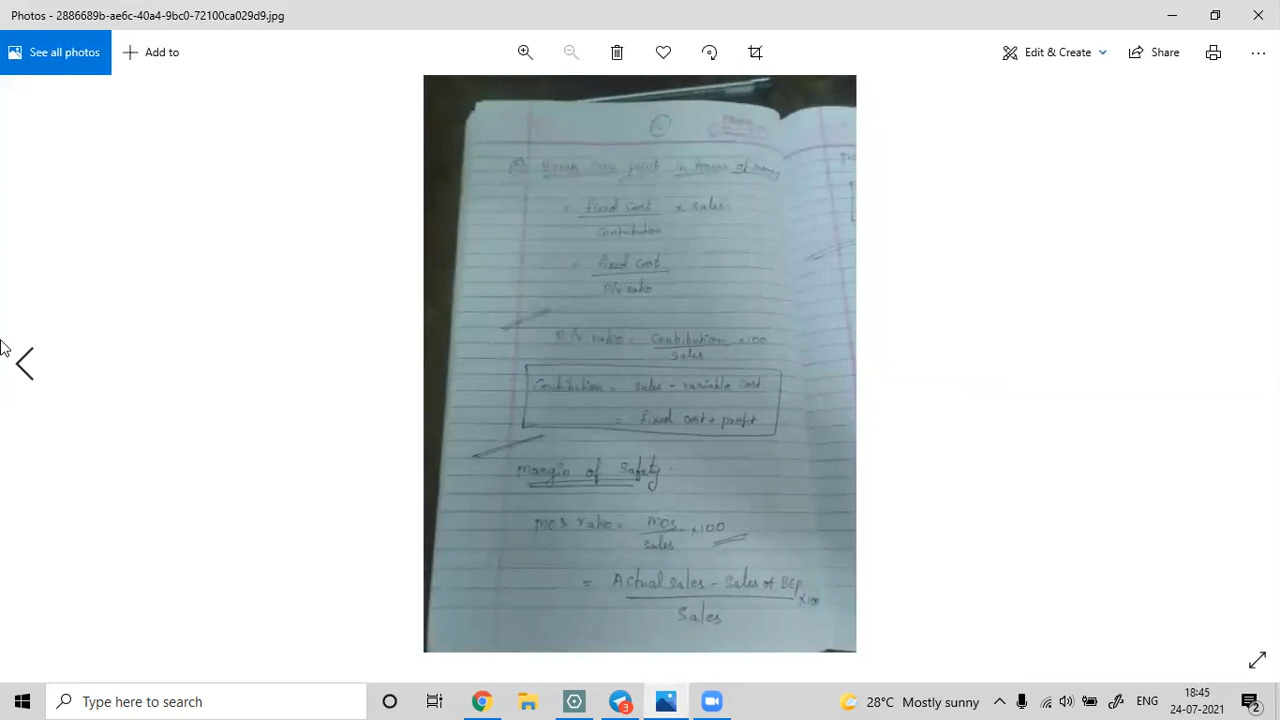 Photos - 2886689b-ae6c-40a4-9bc0-72100ca029d9.jpg
See all photos
Add to
Edit & Create
Share
point in terms of money
= fixed cost × sales
Contribution
= fixed cost
P/V ratio
P/V ratio = Contribution × 100
sales
Contribution = sales - variable cost
= fixed cost + profit
Margin of Safety
MOS ratio = MOS × 100
sales
= Actual sales - Sales of BEP × 100
Sales
Type here to search
3
28°C Mostly sunny
ENG
18:45
24-07-2021
2